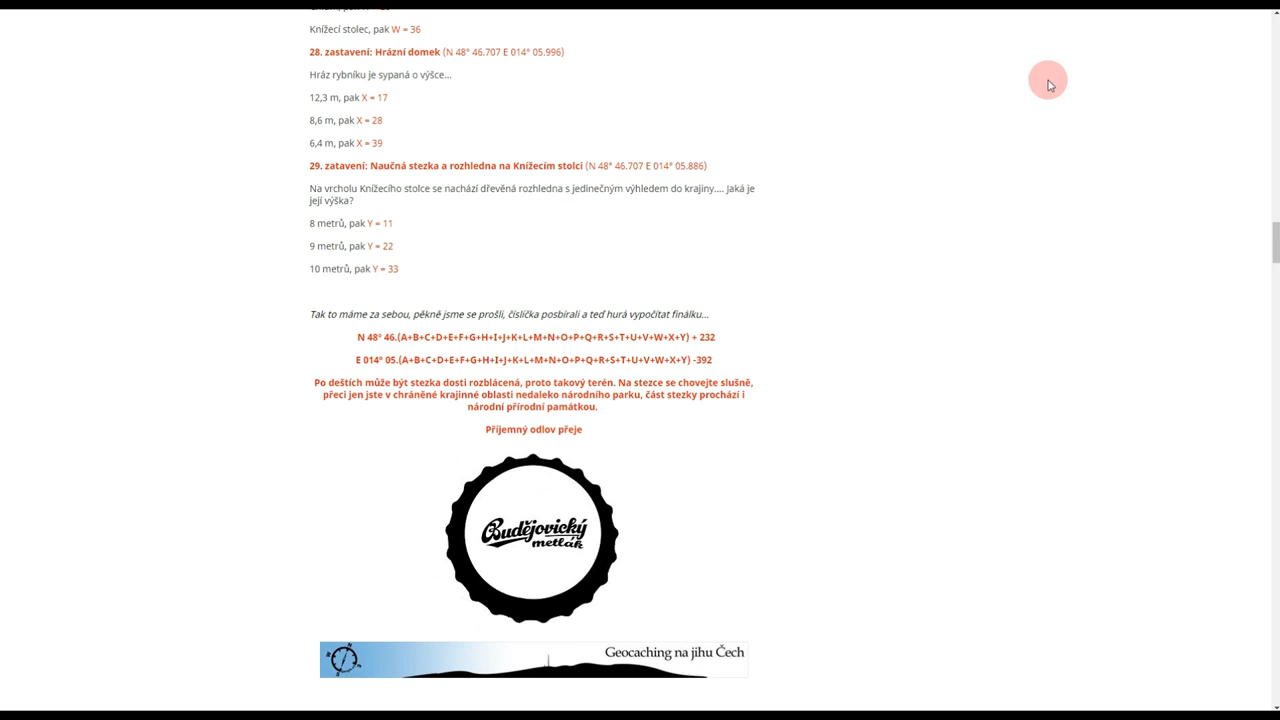 Knížecí stolec, pak W = 36
28. zastavení: Hrázní domek (N 48° 46.707 E 014° 05.996)
Hráz rybníku je sypaná o výšce...
12,3 m, pak X = 17
8,6 m, pak X = 28
6,4 m, pak X = 39
29. zatavení: Naučná stezka a rozhledna na Knížecím stolci (N 48° 46.707 E 014° 05.886)
Na vrcholu Knížecího stolce se nachází dřevěná rozhledna s jedinečným výhledem do krajiny.... Jaká je
její výška?
8 metrů, pak Y = 11
9 metrů, pak Y = 22
10 metrů, pak Y = 33
Tak to máme za sebou, pěkně jsme se prošli, číslíčka posbírali a teď hurá vypočítat finálku...
N 48° 46.(A+B+C+D+E+F+G+H+I+J+K+L+M+N+O+P+Q+R+S+T+U+V+W+X+Y) + 232
E 014° 05.(A+B+C+D+E+F+G+H+I+J+K+L+M+N+O+P+Q+R+S+T+U+V+W+X+Y) -392
Po deštích může být stezka dosti rozblácená, proto takový terén. Na stezce se chovejte slušně,
přeci jen jste v chráněné krajinné oblasti nedaleko národního parku, část stezky prochází i
národní přírodní památkou.
Příjemný odlov přeje
Budějovický
metlák
Geocaching na jihu Čech